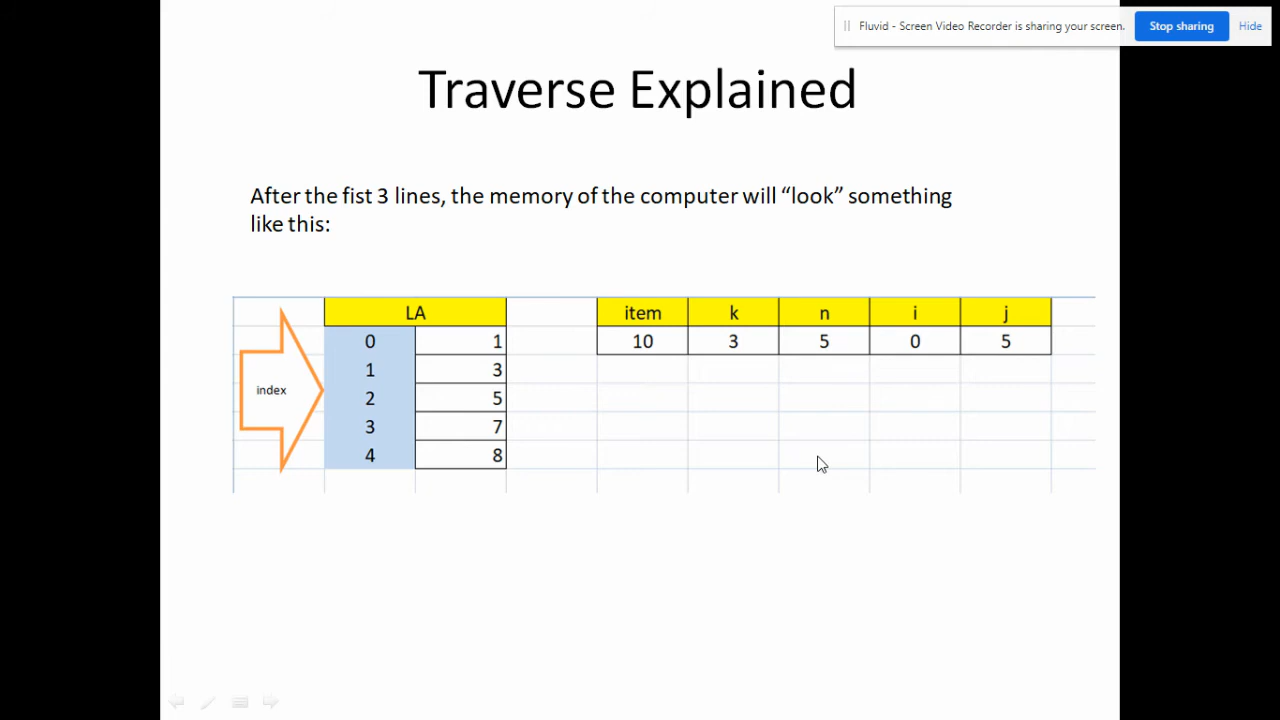 Fluvid - Screen Video Recorder is sharing your screen.
Stop sharing
Hide
Traverse Explained
After the fist 3 lines, the memory of the computer will “look” something
like this:
LA item k n i j
0 1 10 3 5 0 5
1 3
index
2 5
3 7
4 8